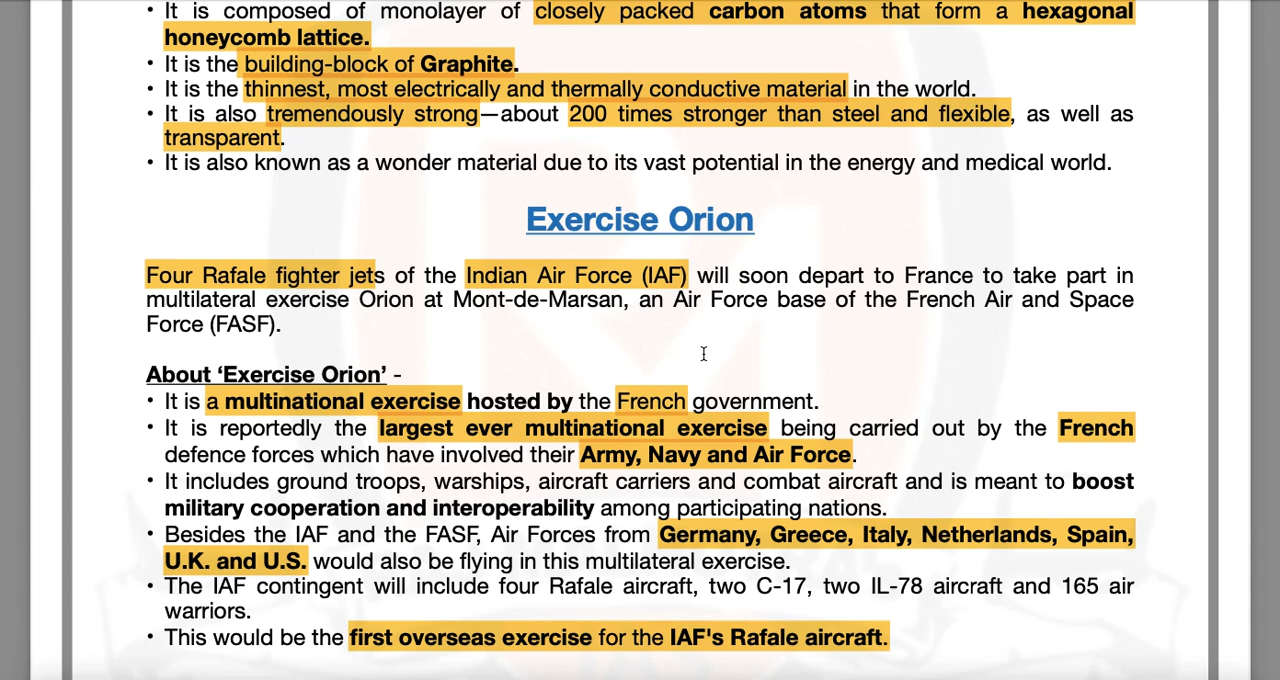 • It is composed of monolayer of closely packed carbon atoms that form a hexagonal
honeycomb lattice.
• It is the building-block of Graphite.
• It is the thinnest, most electrically and thermally conductive material in the world.
• It is also tremendously strong—about 200 times stronger than steel and flexible, as well as
transparent.
• It is also known as a wonder material due to its vast potential in the energy and medical world.
Exercise Orion
Four Rafale fighter jets of the Indian Air Force (IAF) will soon depart to France to take part in
multilateral exercise Orion at Mont-de-Marsan, an Air Force base of the French Air and Space
Force (FASF).
About ‘Exercise Orion’ -
• It is a multinational exercise hosted by the French government.
• It is reportedly the largest ever multinational exercise being carried out by the French
defence forces which have involved their Army, Navy and Air Force.
• It includes ground troops, warships, aircraft carriers and combat aircraft and is meant to boost
military cooperation and interoperability among participating nations.
• Besides the IAF and the FASF, Air Forces from Germany, Greece, Italy, Netherlands, Spain,
U.K. and U.S. would also be flying in this multilateral exercise.
• The IAF contingent will include four Rafale aircraft, two C-17, two IL-78 aircraft and 165 air
warriors.
• This would be the first overseas exercise for the IAF's Rafale aircraft.